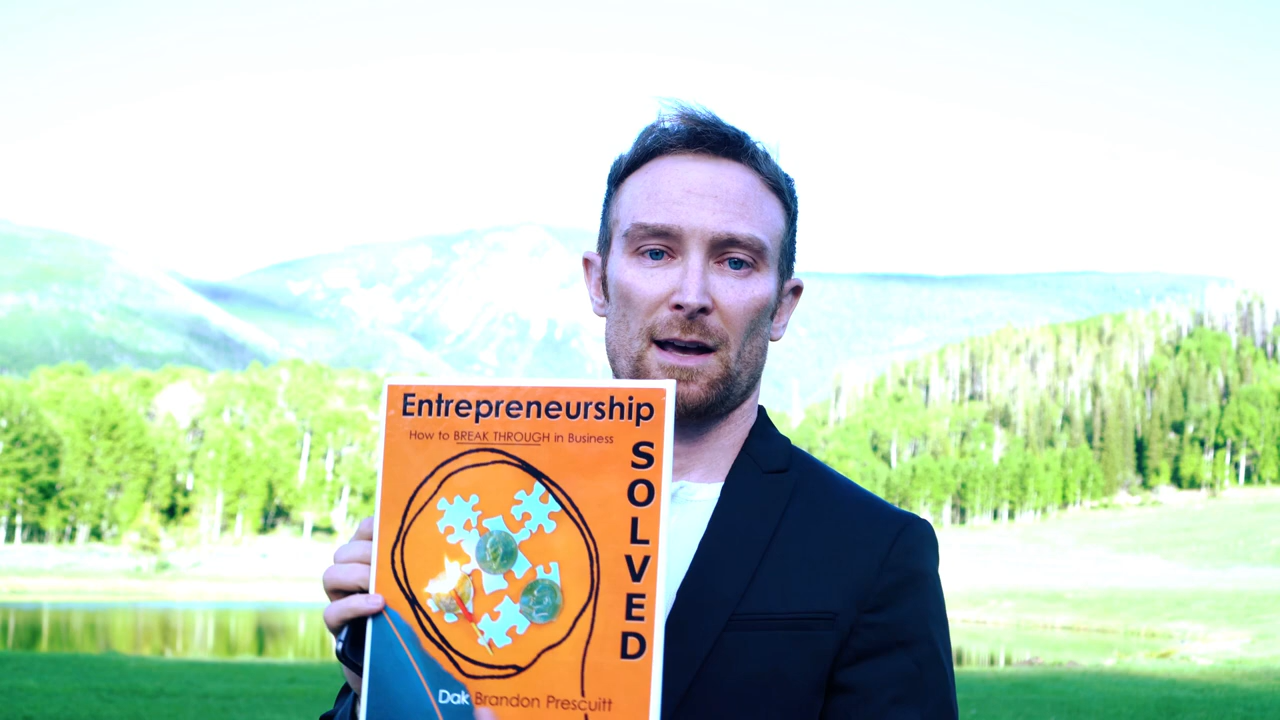 Entrepreneurship
How to BREAK THROUGH in Business
SOLVED
Dak Brandon Prescuitt